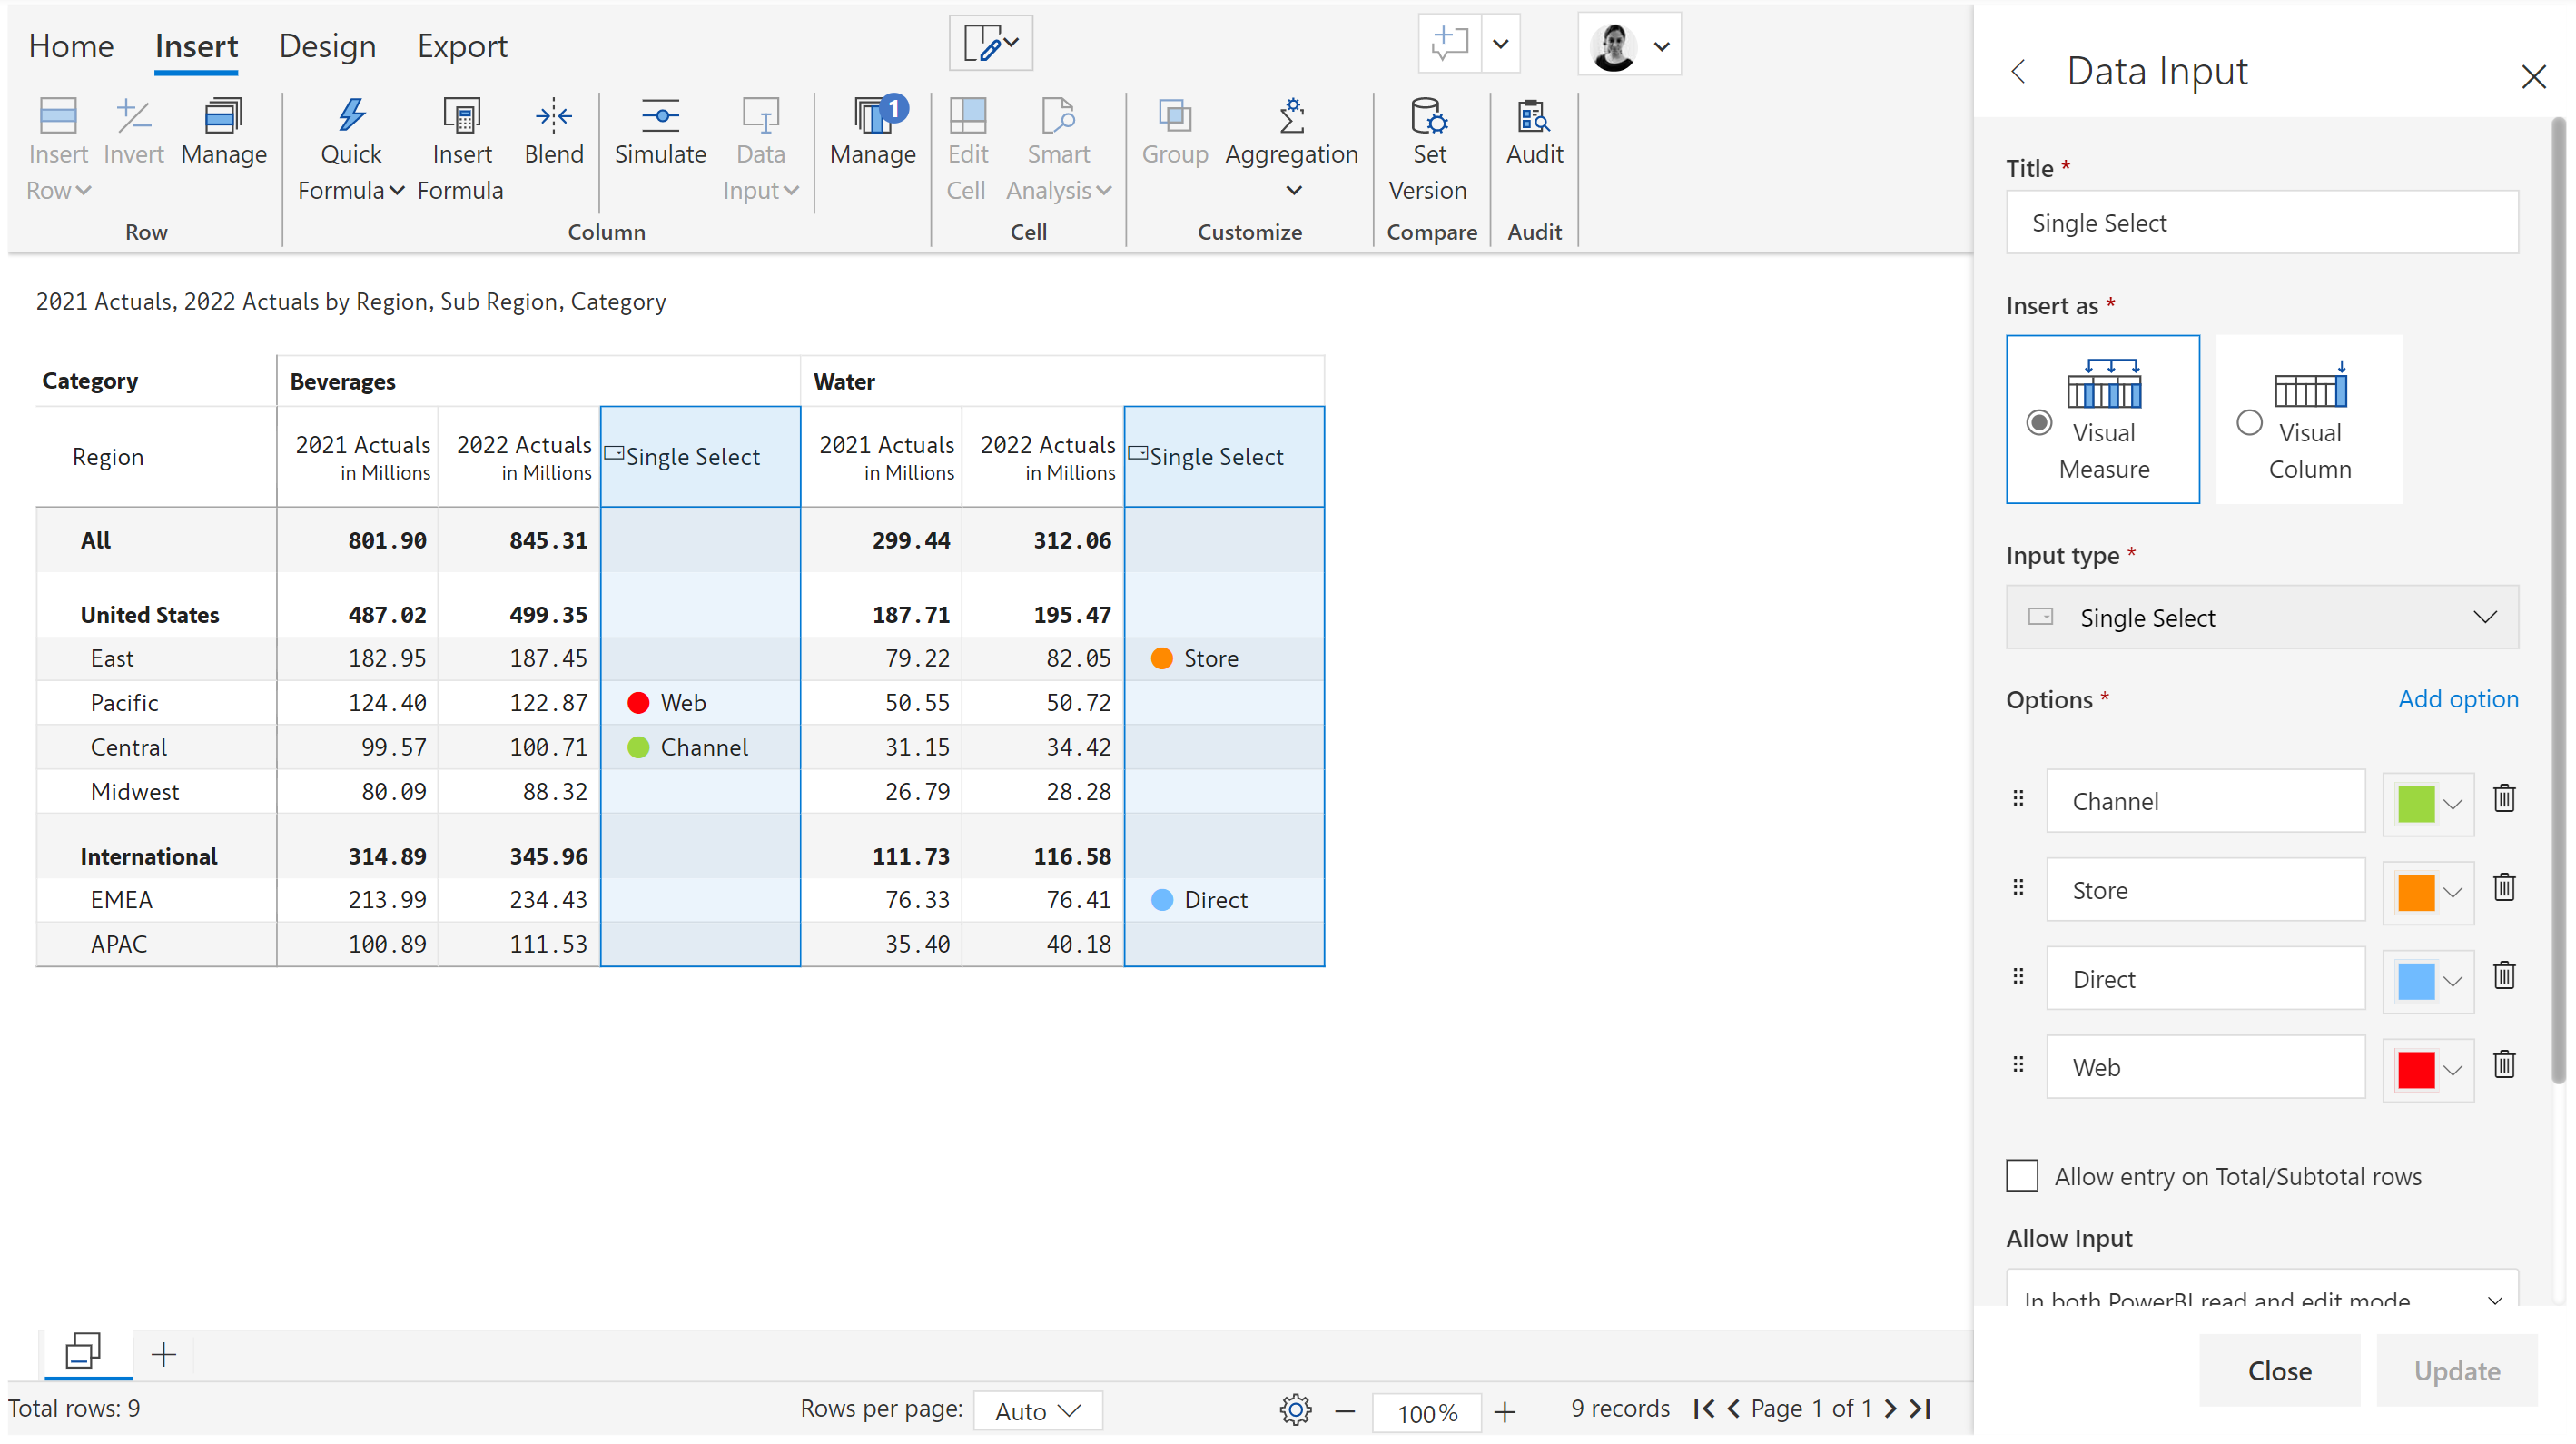 Home Insert Design Export
Insert Row
Invert
Manage
Quick Formula
Insert Formula
Blend
Simulate
Data Input
1
Manage
Edit Cell
Smart Analysis
Group
Aggregation
Set Version
Audit
Row Column Cell Customize Compare Audit
2021 Actuals, 2022 Actuals by Region, Sub Region, Category
Category Beverages Water
Region 2021 Actuals in Millions 2022 Actuals in Millions Single Select 2021 Actuals in Millions 2022 Actuals in Millions Single Select
All 801.90 845.31 299.44 312.06
United States 487.02 499.35 187.71 195.47
East 182.95 187.45 79.22 82.05 Store
Pacific 124.40 122.87 Web 50.55 50.72
Central 99.57 100.71 Channel 31.15 34.42
Midwest 80.09 88.32 26.79 28.28
International 314.89 345.96 111.73 116.58
EMEA 213.99 234.43 76.33 76.41 Direct
APAC 100.89 111.53 35.40 40.18
Total rows: 9 Rows per page: Auto 100% 9 records Page 1 of 1
Data Input
Title *
Single Select
Insert as *
Visual Measure
Visual Column
Input type *
Single Select
Options * Add option
Channel
Store
Direct
Web
Allow entry on Total/Subtotal rows
Allow Input
In both PowerBI read and edit mode
Close Update